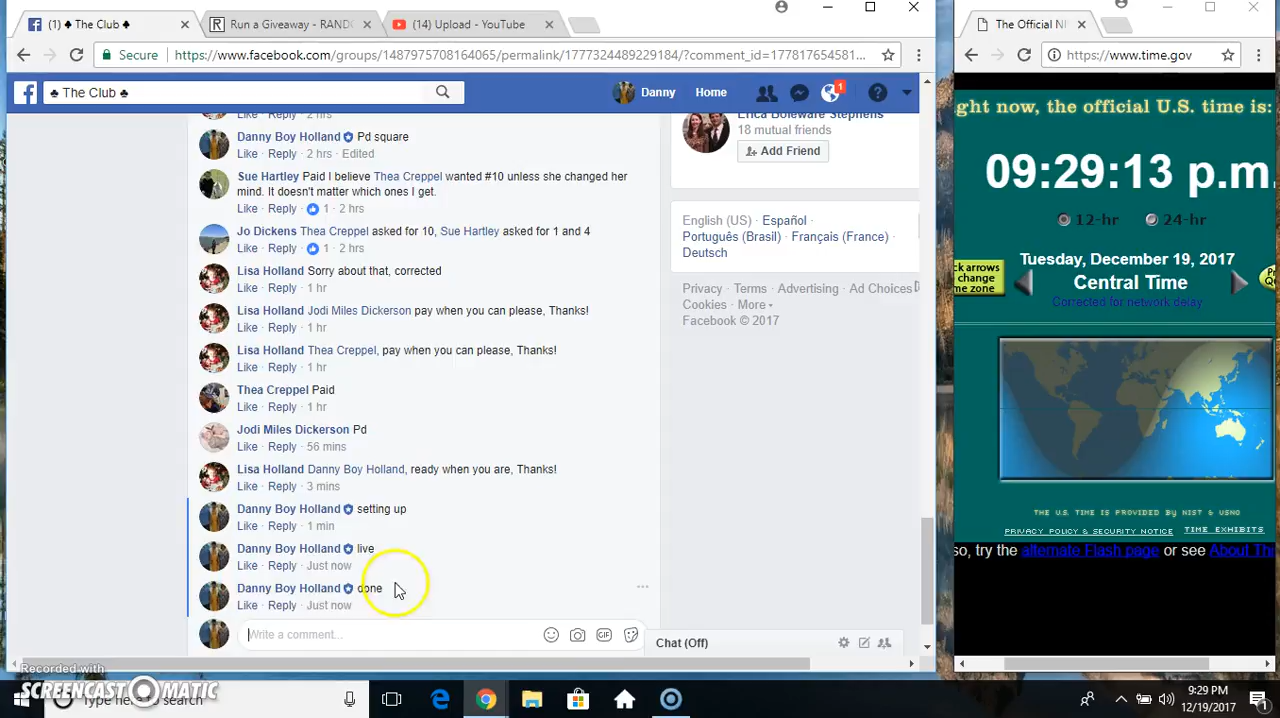 (1) ♣ The Club ♣
Run a Giveaway - RANDO
(14) Upload - YouTube
Secure
https://www.facebook.com/groups/1487975708164065/permalink/1777324489229184/?comment_id=177817654581...
♣ The Club ♣
Danny
Home
1
2 hrs
Danny Boy Holland Pd square
Like · Reply · 2 hrs · Edited
Sue Hartley Paid I believe Thea Creppel wanted #10 unless she changed her
mind. It doesn't matter which ones I get.
Like · Reply · 1 · 2 hrs
Jo Dickens Thea Creppel asked for 10, Sue Hartley asked for 1 and 4
Like · Reply · 1 · 2 hrs
Lisa Holland Sorry about that, corrected
Like · Reply · 1 hr
Lisa Holland Jodi Miles Dickerson pay when you can please, Thanks!
Like · Reply · 1 hr
Lisa Holland Thea Creppel, pay when you can please, Thanks!
Like · Reply · 1 hr
Thea Creppel Paid
Like · Reply · 1 hr
Jodi Miles Dickerson Pd
Like · Reply · 56 mins
Lisa Holland Danny Boy Holland, ready when you are, Thanks!
Like · Reply · 3 mins
Danny Boy Holland setting up
Like · Reply · 1 min
Danny Boy Holland live
Like · Reply · Just now
Danny Boy Holland done
Like · Reply · Just now
Write a comment...
GIF
Erica Boleware Stephens
18 mutual friends
Add Friend
English (US) · Español ·
Português (Brasil) · Français (France) ·
Deutsch
Privacy · Terms · Advertising · Ad Choices
Cookies · More
Facebook © 2017
Chat (Off)
The Official NI
https://www.time.gov
ght now, the official U.S. time is:
09:29:13 p.m.
12-hr
24-hr
Tuesday, December 19, 2017
ck arrows
change
me zone
Central Time
Corrected for network delay
THE U.S. TIME IS PROVIDED BY NIST & USNO
PRIVACY POLICY & SECURITY NOTICE
TIME EXHIBITS
so, try the alternate Flash page or see About Th
Recorded with
SCREENCAST-O-MATIC
Type here to search
9:29 PM
12/19/2017